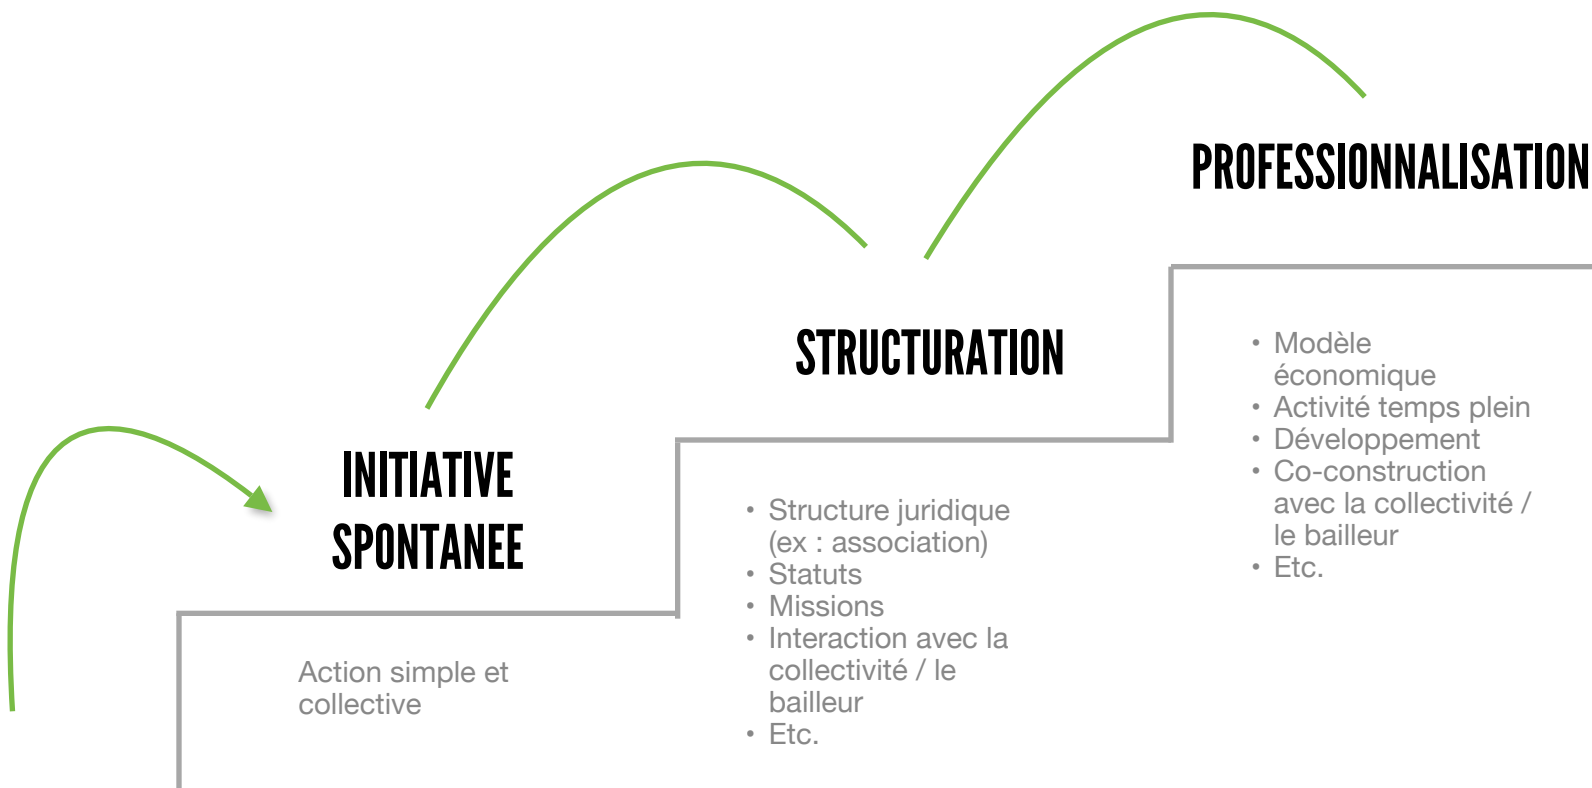 INITIATIVE
SPONTANEE
Action simple et
collective
STRUCTURATION
• Structure juridique
(ex : association)
• Statuts
• Missions
• Interaction avec la
collectivité / le
bailleur
• Etc.
PROFESSIONNALISATION
• Modèle
économique
• Activité temps plein
• Développement
• Co-construction
avec la collectivité /
le bailleur
• Etc.